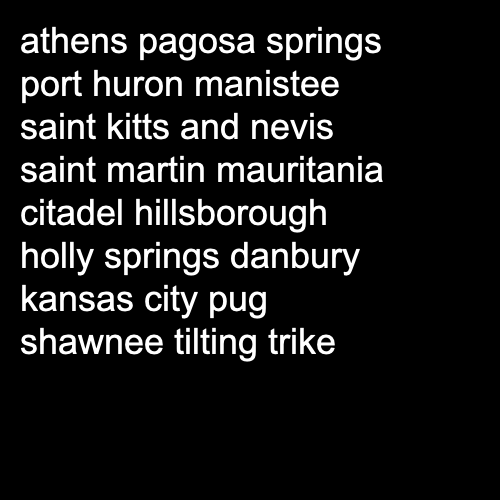 athens pagosa springs
port huron manistee
saint kitts and nevis
saint martin mauritania
citadel hillsborough
holly springs danbury
kansas city pug
shawnee tilting trike